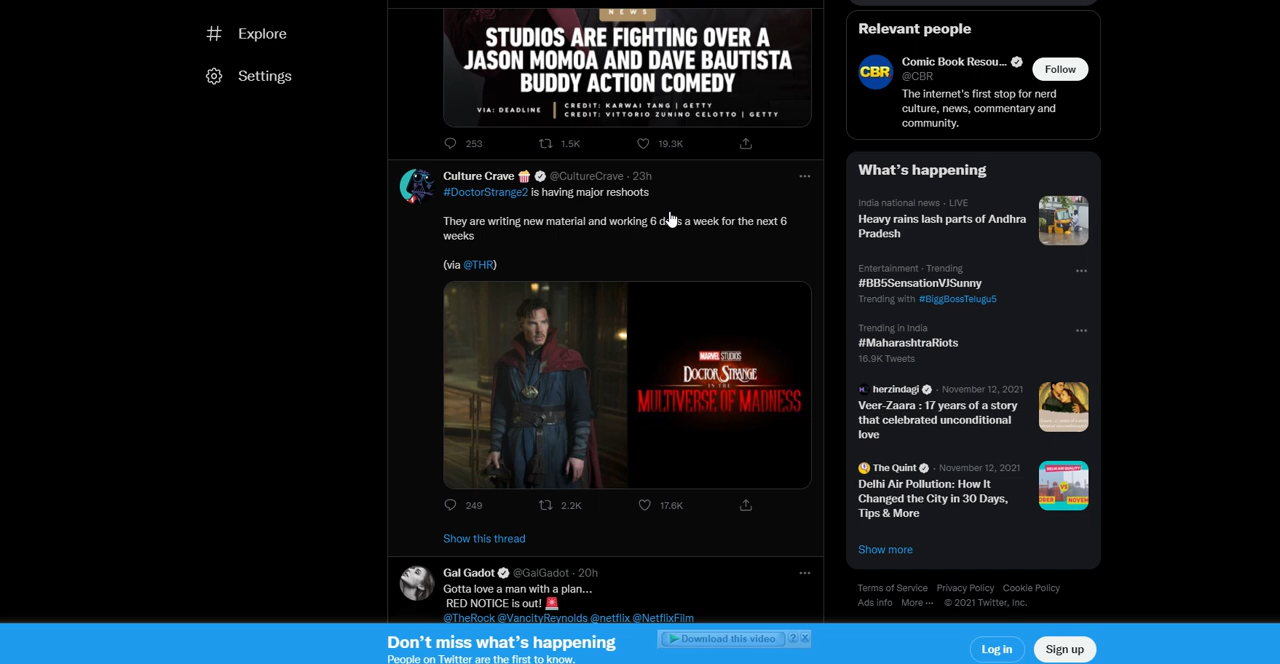 Explore
Settings
NEWS
STUDIOS ARE FIGHTING OVER A
JASON MOMOA AND DAVE BAUTISTA
BUDDY ACTION COMEDY
VIA: DEADLINE
CREDIT: KARWAI TANG | GETTY
CREDIT: VITTORIO ZUNINO CELOTTO | GETTY
253 1.5K 19.3K
Culture Crave @CultureCrave · 23h
#DoctorStrange2 is having major reshoots
They are writing new material and working 6 a week for the next 6
weeks
(via @THR)
MARVEL STUDIOS
DOCTOR STRANGE
IN THE
MULTIVERSE OF MADNESS
249 2.2K 17.6K
Show this thread
Gal Gadot @GalGadot · 20h
Gotta love a man with a plan...
RED NOTICE is out! 🚨
@TheRock @VancityReynolds @netflix @NetflixFilm
Relevant people
CBR
Comic Book Resou...
@CBR
Follow
The internet's first stop for nerd
culture, news, commentary and
community.
What's happening
India national news · LIVE
Heavy rains lash parts of Andhra
Pradesh
Entertainment · Trending
#BB5SensationVJSunny
Trending with #BiggBossTelugu5
Trending in India
#MaharashtraRiots
16.9K Tweets
herzindagi · November 12, 2021
Veer-Zaara : 17 years of a story
that celebrated unconditional
love
The Quint · November 12, 2021
Delhi Air Pollution: How It
Changed the City in 30 Days,
Tips & More
VS
Show more
Terms of Service Privacy Policy Cookie Policy
Ads info More ··· © 2021 Twitter, Inc.
Don't miss what's happening
People on Twitter are the first to know.
Download this video ? X
Log in
Sign up